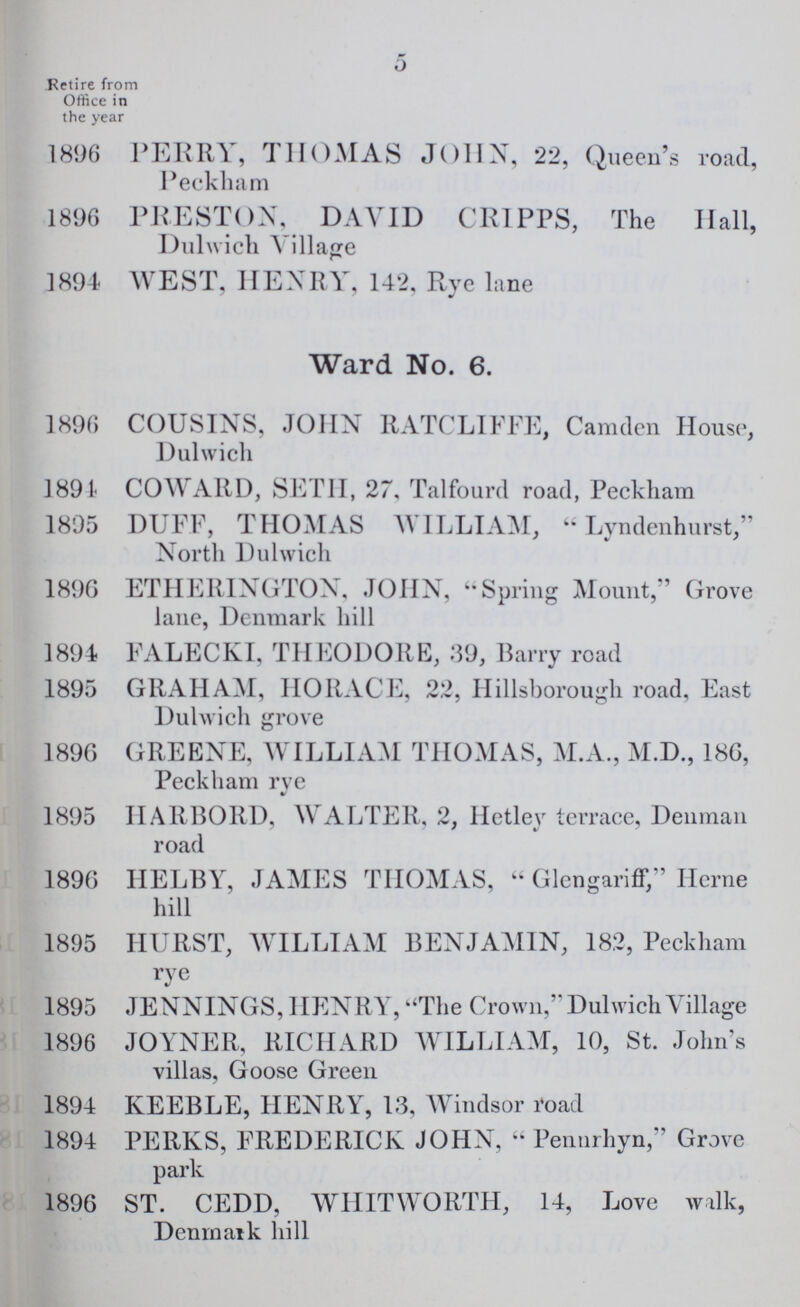 5
Retire from
Office in
the year
1896 PERRY, THOMAS JOHN, 22, Queen's road,
Peckham
1896 PRESTON, DAVID CRIPPS, The Hall,
Dulwich Village
1894 WEST, HENRY, 142, Rye lane
Ward No. 6.
1896 COUSINS, JOHN RATCLIFFE, Camden House,
Dulwich
1894 COWARD, SETH, 27, Talfourd road, Peckham
1895 DUFF, THOMAS WILLIAM, “Lyndenhurst,”
North Dulwich
1896 ETHERINGTON, JOHN, “Spring Mount,” Grove
lane, Denmark hill
1894 FALECKI, THEODORE, 39, Barry road
1895 GRAHAM, HORACE, 22, Hillsborough road, East
Dulwich grove
1896 GREENE, WILLIAM THOMAS, M.A., M.D., 186,
Peckham rye
1895 HARBORD, WALTER, 2, Hetley terrace, Denman
road
1896 HELBY, JAMES THOMAS, “Glengariff,” Herne
hill
1895 HURST, WILLIAM BENJAMIN, 182, Peckham
rye
1895 JENNINGS, HENRY, “The Crown,” Dulwich Village
1896 JOYNER, RICHARD WILLIAM, 10, St. John's
villas, Goose Green
1894 KEEBLE, HENRY, 13, Windsor road
1894 PERKS, FREDERICK JOHN, “Pennrhyn,” Grove
park
1896 ST. CEDD, WHITWORTH, 14, Love walk,
Denmark hill